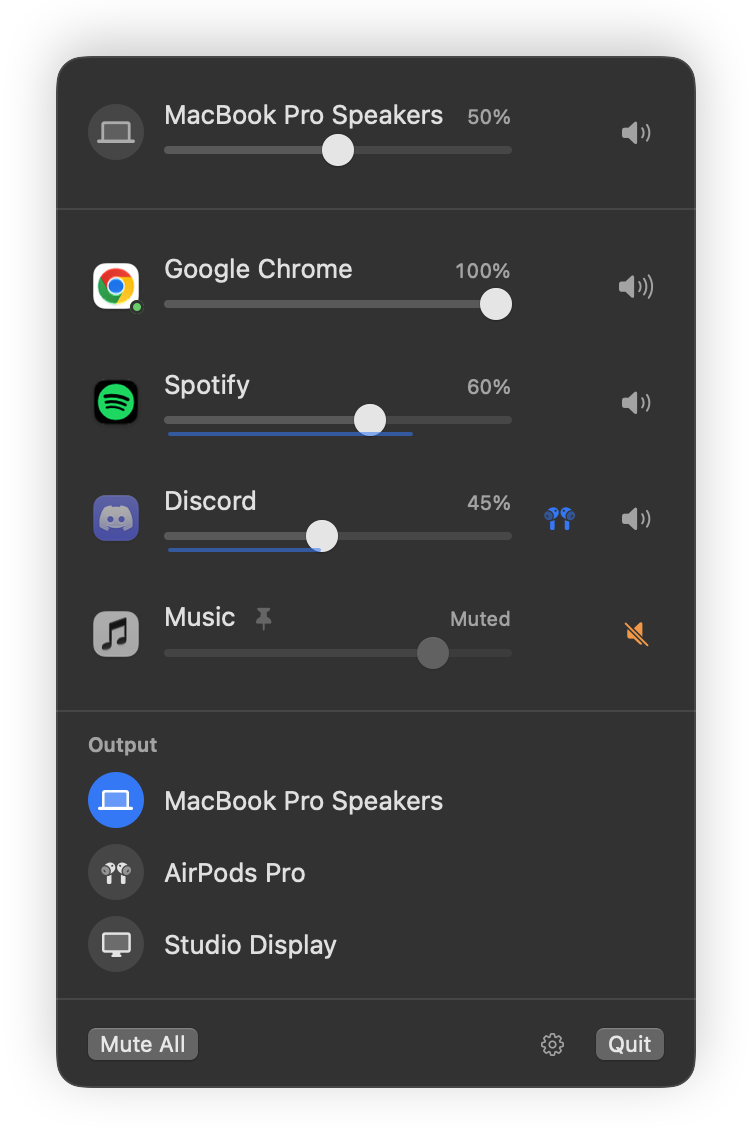 MacBook Pro Speakers 50%
Google Chrome 100%
Spotify 60%
Discord 45%
Music Muted
Output
MacBook Pro Speakers
AirPods Pro
Studio Display
Mute All Quit